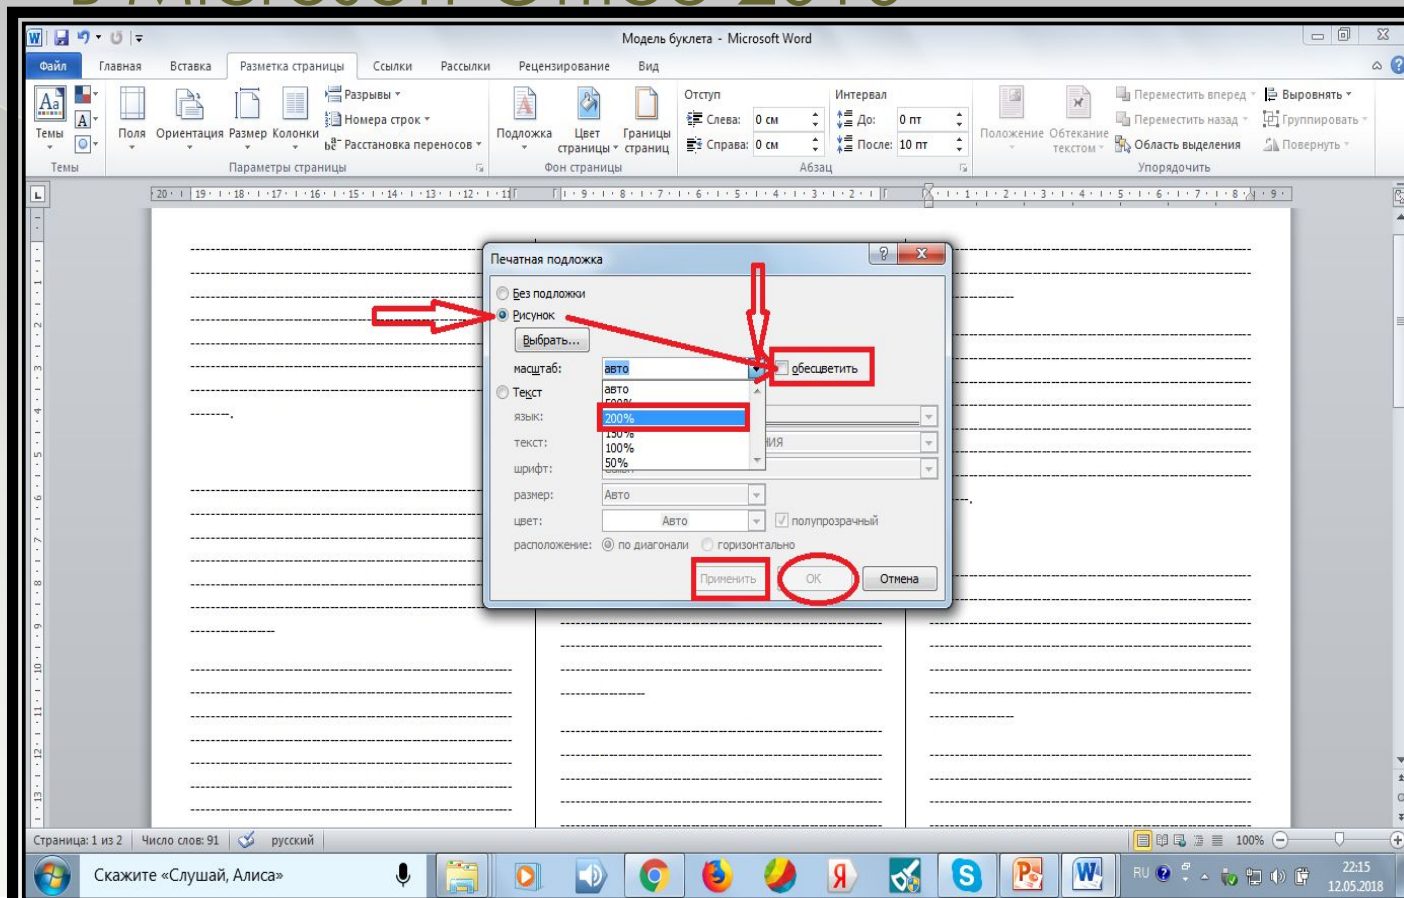 в Microsoft Office 2010
Модель буклета - Microsoft Word
Файл Главная Вставка Разметка страницы Ссылки Рассылки Рецензирование Вид
Темы
Поля Ориентация Размер Колонки
Разрывы
Номера строк
Расстановка переносов
Подложка Цвет страницы Границы страниц
Отступ
Слева: 0 см
Справа: 0 см
Интервал
До: 0 пт
После: 10 пт
Положение Обтекание текстом
Переместить вперед
Переместить назад
Область выделения
Выровнять
Группировать
Повернуть
Темы Параметры страницы Фон страницы Абзац Упорядочить
Печатная подложка
Без подложки
Рисунок
Выбрать...
масштаб: авто обесцветить
авто
500%
200%
150%
100%
50%
Текст
язык:
текст:
шрифт:
размер: Авто
цвет: Авто полупрозрачный
расположение: по диагонали горизонтально
Применить ОК Отмена
Страница: 1 из 2 Число слов: 91 русский 100%
Скажите «Слушай, Алиса»
RU
22:15
12.05.2018